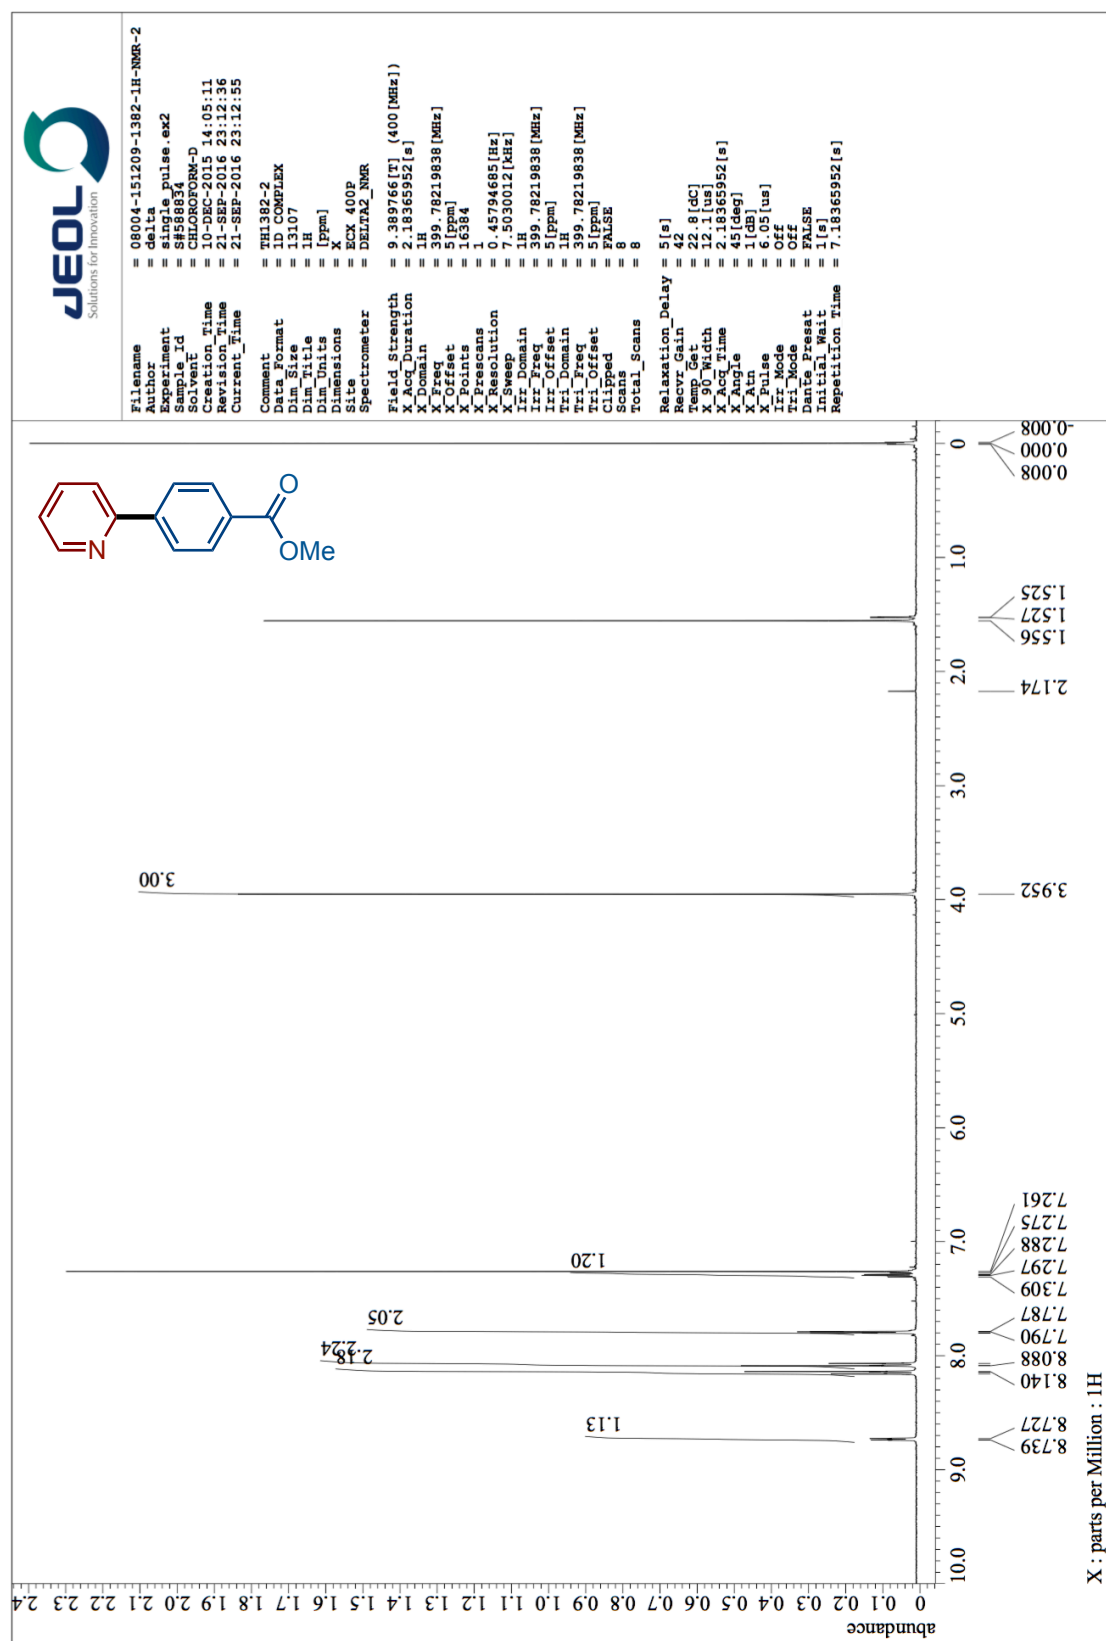 JEOL
Solutions for Innovation
Filename = 08004-151209-1382-1H-NMR-2
Author = delta
Experiment = single_pulse.ex2
Sample_Id = S#588834
Solvent = CHLOROFORM-D
Creation_Time = 10-DEC-2015 14:05:11
Revision_Time = 21-SEP-2016 23:12:36
Current_Time = 21-SEP-2016 23:12:55
Comment = TH1382-2
Data_Format = 1D COMPLEX
Dim_Size = 13107
Dim_Title = 1H
Dim_Units = [ppm]
Dimensions = X
Site = ECX 400P
Spectrometer = DELTA2_NMR
Field_Strength = 9.389766[T] (400[MHz])
X_Acq_Duration = 2.18365952[s]
X_Domain = 1H
X_Freq = 399.78219838[MHz]
X_Offset = 5[ppm]
X_Points = 16384
X_Prescans = 1
X_Resolution = 0.45794685[Hz]
X_Sweep = 7.5030012[kHz]
Irr_Domain = 1H
Irr_Freq = 399.78219838[MHz]
Irr_Offset = 5[ppm]
Tri_Domain = 1H
Tri_Freq = 399.78219838[MHz]
Tri_Offset = 5[ppm]
Clipped = FALSE
Scans = 8
Total_Scans = 8
Relaxation_Delay = 5[s]
Recvr_Gain = 42
Temp_Get = 22.8[dC]
X_90_Width = 12.1[us]
X_Acq_Time = 2.18365952[s]
X_Angle = 45[deg]
X_Atn = 1[dB]
X_Pulse = 6.05[us]
Irr_Mode = Off
Tri_Mode = Off
Dante_Presat = FALSE
Initial_Wait = 1[s]
Repetition_Time = 7.18365952[s]
N
O
OMe
3.00
1.20
2.05
2.24
2.18
1.13
abundance
0 0.1 0.2 0.3 0.4 0.5 0.6 0.7 0.8 0.9 1.0 1.1 1.2 1.3 1.4 1.5 1.6 1.7 1.8 1.9 2.0 2.1 2.2 2.3 2.4
10.0 9.0 8.0 7.0 6.0 5.0 4.0 3.0 2.0 1.0 0
8.739
8.727
8.140
8.088
7.790
7.787
7.309
7.297
7.288
7.275
7.261
3.952
2.174
1.556
1.527
1.525
0.008
0.000
-0.008
X : parts per Million : 1H